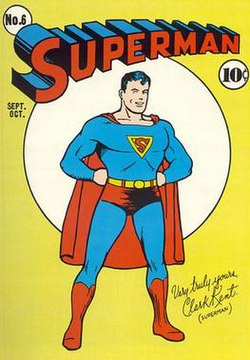 No.6
SUPERMAN
10¢
SEPT.
OCT.
S
Very truly yours,
Clark Kent.
(SUPERMAN)